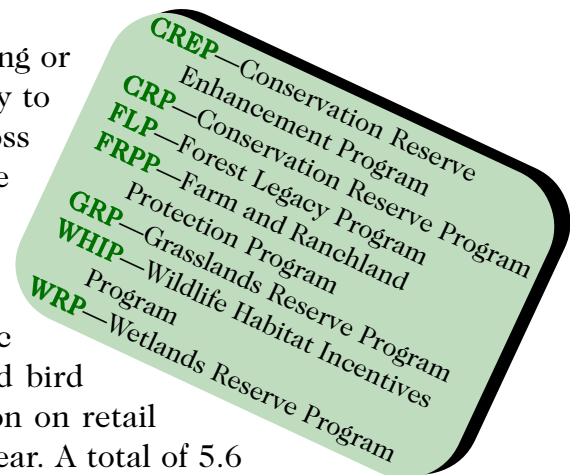 ng or
y to
oss
e
c
d bird
on on retail
ear. A total of 5.6
CREP—Conservation Reserve
Enhancement Program
CRP—Conservation Reserve Program
FLP—Forest Legacy Program
FRPP—Farm and Ranchland
Protection Program
GRP—Grasslands Reserve Program
WHIP—Wildlife Habitat Incentives
Program
WRP—Wetlands Reserve Program